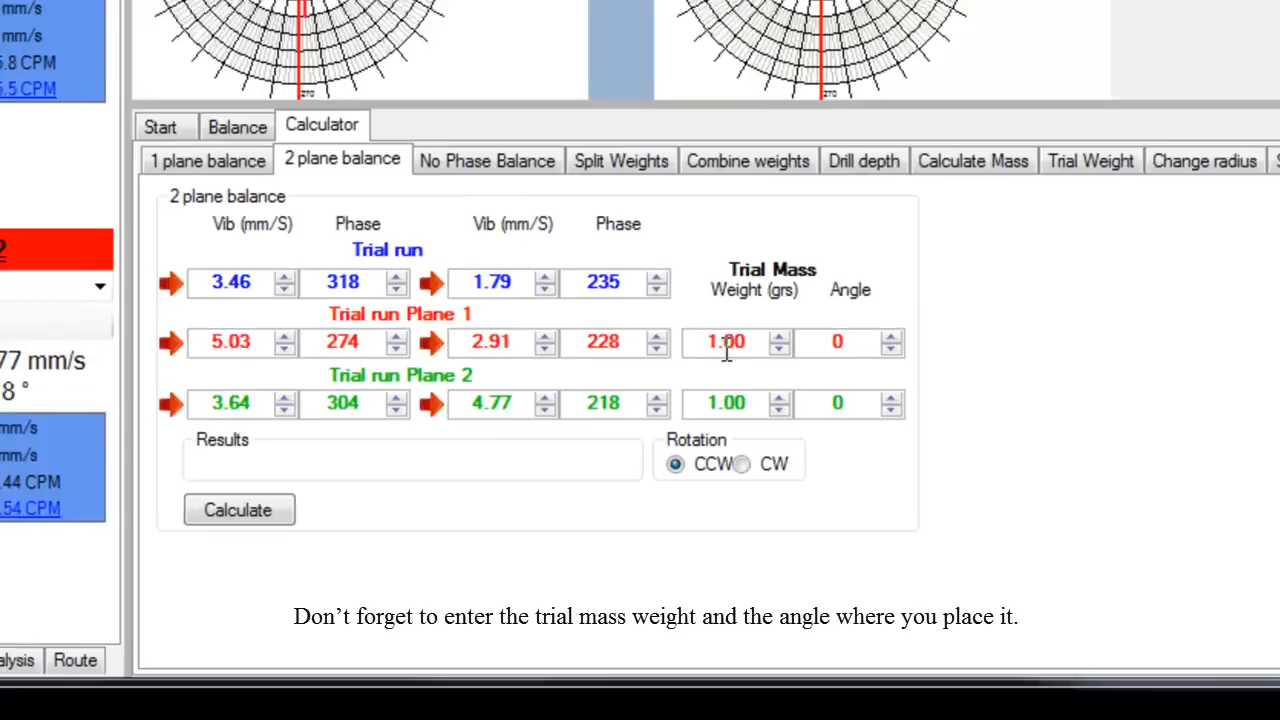 mm/s
mm/s
5.8 CPM
5.5 CPM
270
270
Start Balance Calculator
1 plane balance 2 plane balance No Phase Balance Split Weights Combine weights Drill depth Calculate Mass Trial Weight Change radius S
2 plane balance
Vib (mm/S) Phase Vib (mm/S) Phase
Trial run
3.46 318 1.79 235
Trial Mass
Weight (grs) Angle
Trial run Plane 1
5.03 274 2.91 228 1.00 0
Trial run Plane 2
3.64 304 4.77 218 1.00 0
Results
Rotation
CCW CW
Calculate
?
77 mm/s
8 °
mm/s
mm/s
.44 CPM
.54 CPM
Don’t forget to enter the trial mass weight and the angle where you place it.
alysis Route